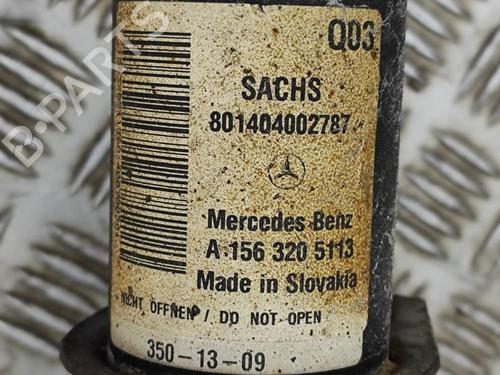 Q03
SACHS
801404002787
Mercedes-Benz
A 156 320 5113
Made in Slovakia
NICHT ÖFFNEN / DO NOT OPEN
350-13-09
B-PARTS